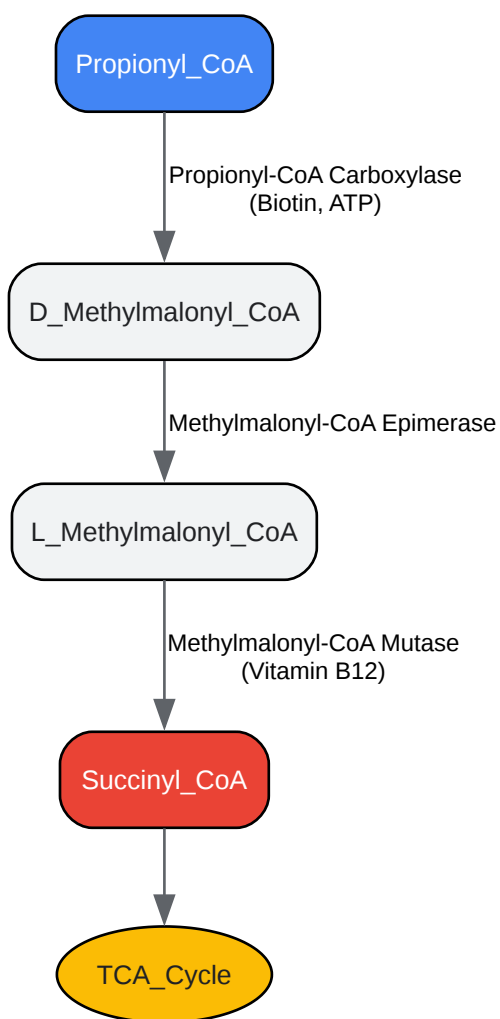 Propionyl_CoA
Propionyl-CoA Carboxylase
(Biotin, ATP)
D_Methylmalonyl_CoA
Methylmalonyl-CoA Epimerase
L_Methylmalonyl_CoA
Methylmalonyl-CoA Mutase
(Vitamin B12)
Succinyl_CoA
TCA_Cycle